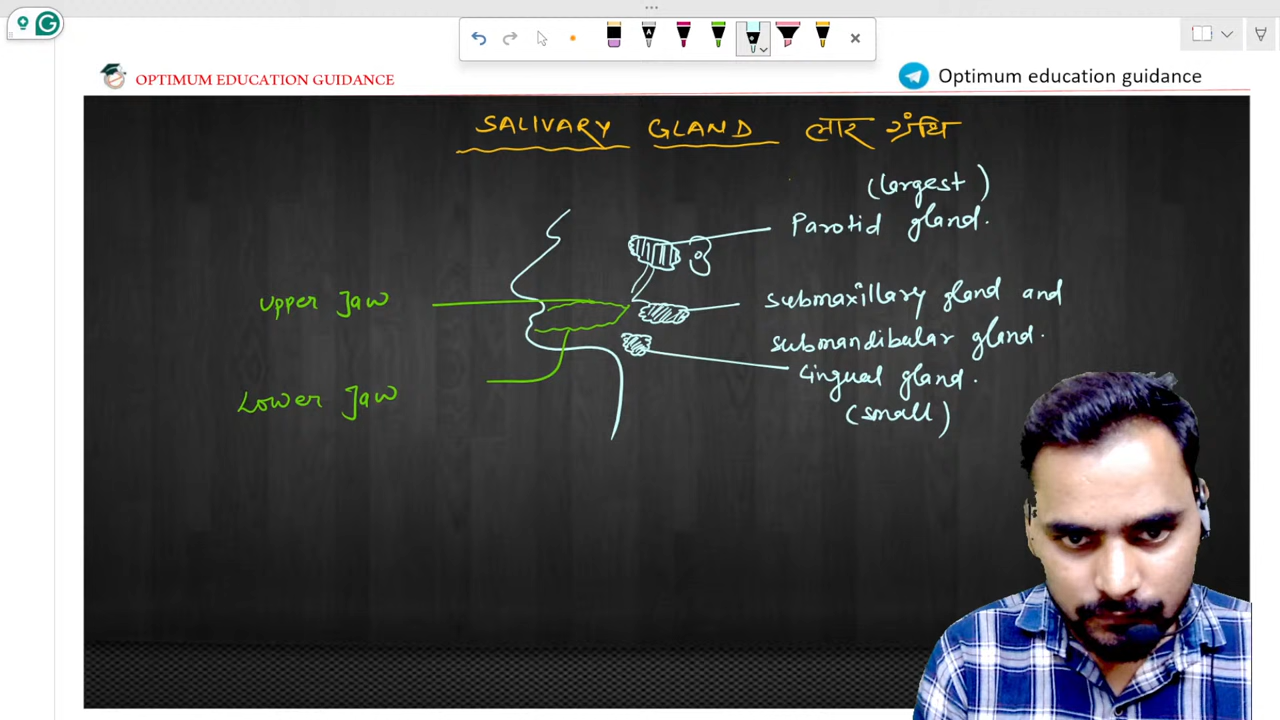 OPTIMUM EDUCATION GUIDANCE
Optimum education guidance
SALIVARY GLAND लार ग्रंथि
(largest)
Parotid gland.
Upper Jaw
submaxillary gland and
submandibular gland.
Lingual gland.
(small)
Lower Jaw